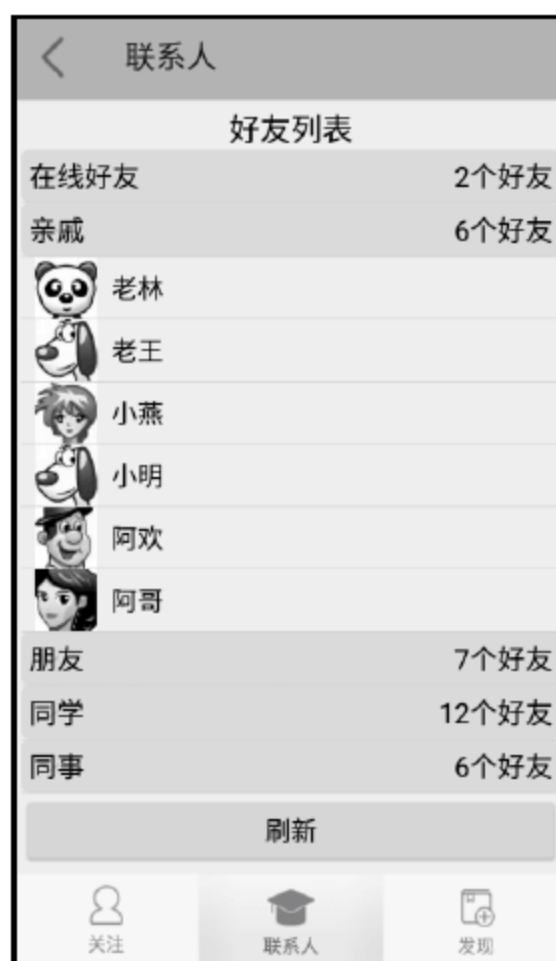 联系人
好友列表
在线好友 2个好友
亲戚 6个好友
老林
老王
小燕
小明
阿欢
阿哥
朋友 7个好友
同学 12个好友
同事 6个好友
刷新
关注 联系人 发现